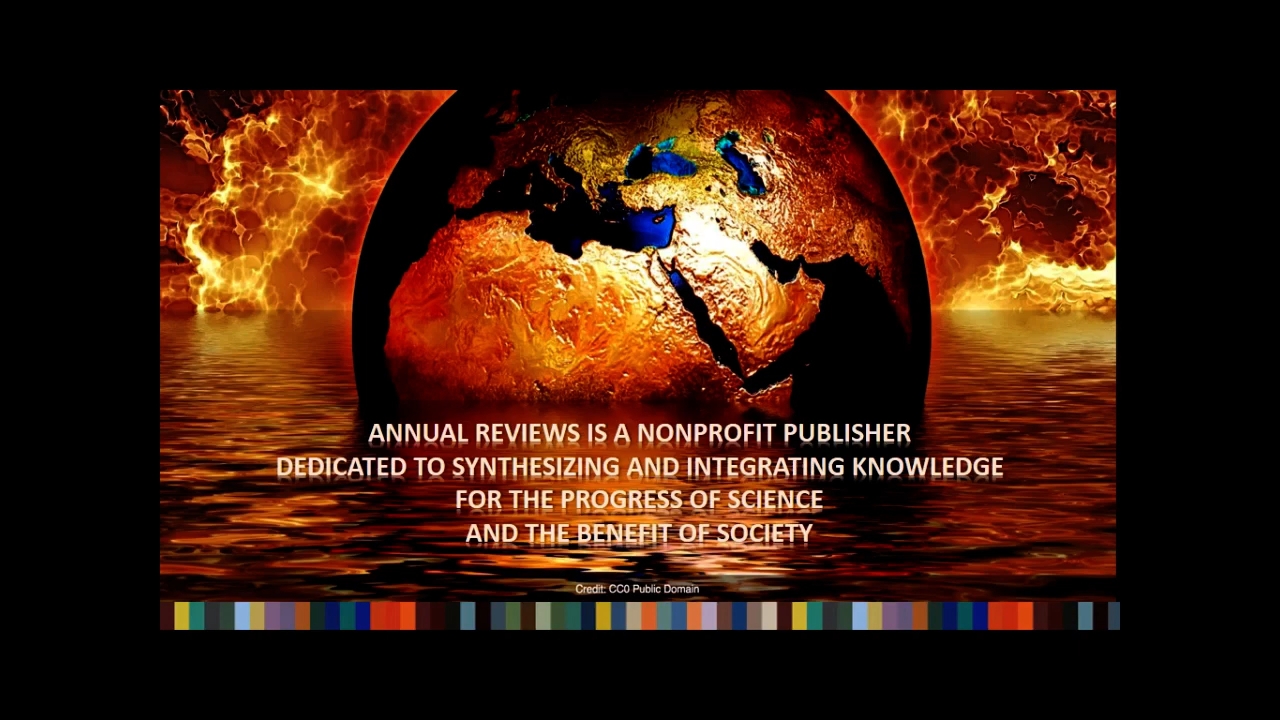 ANNUAL REVIEWS IS A NONPROFIT PUBLISHER
DEDICATED TO SYNTHESIZING AND INTEGRATING KNOWLEDGE
FOR THE PROGRESS OF SCIENCE
AND THE BENEFIT OF SOCIETY
Credit: CC0 Public Domain